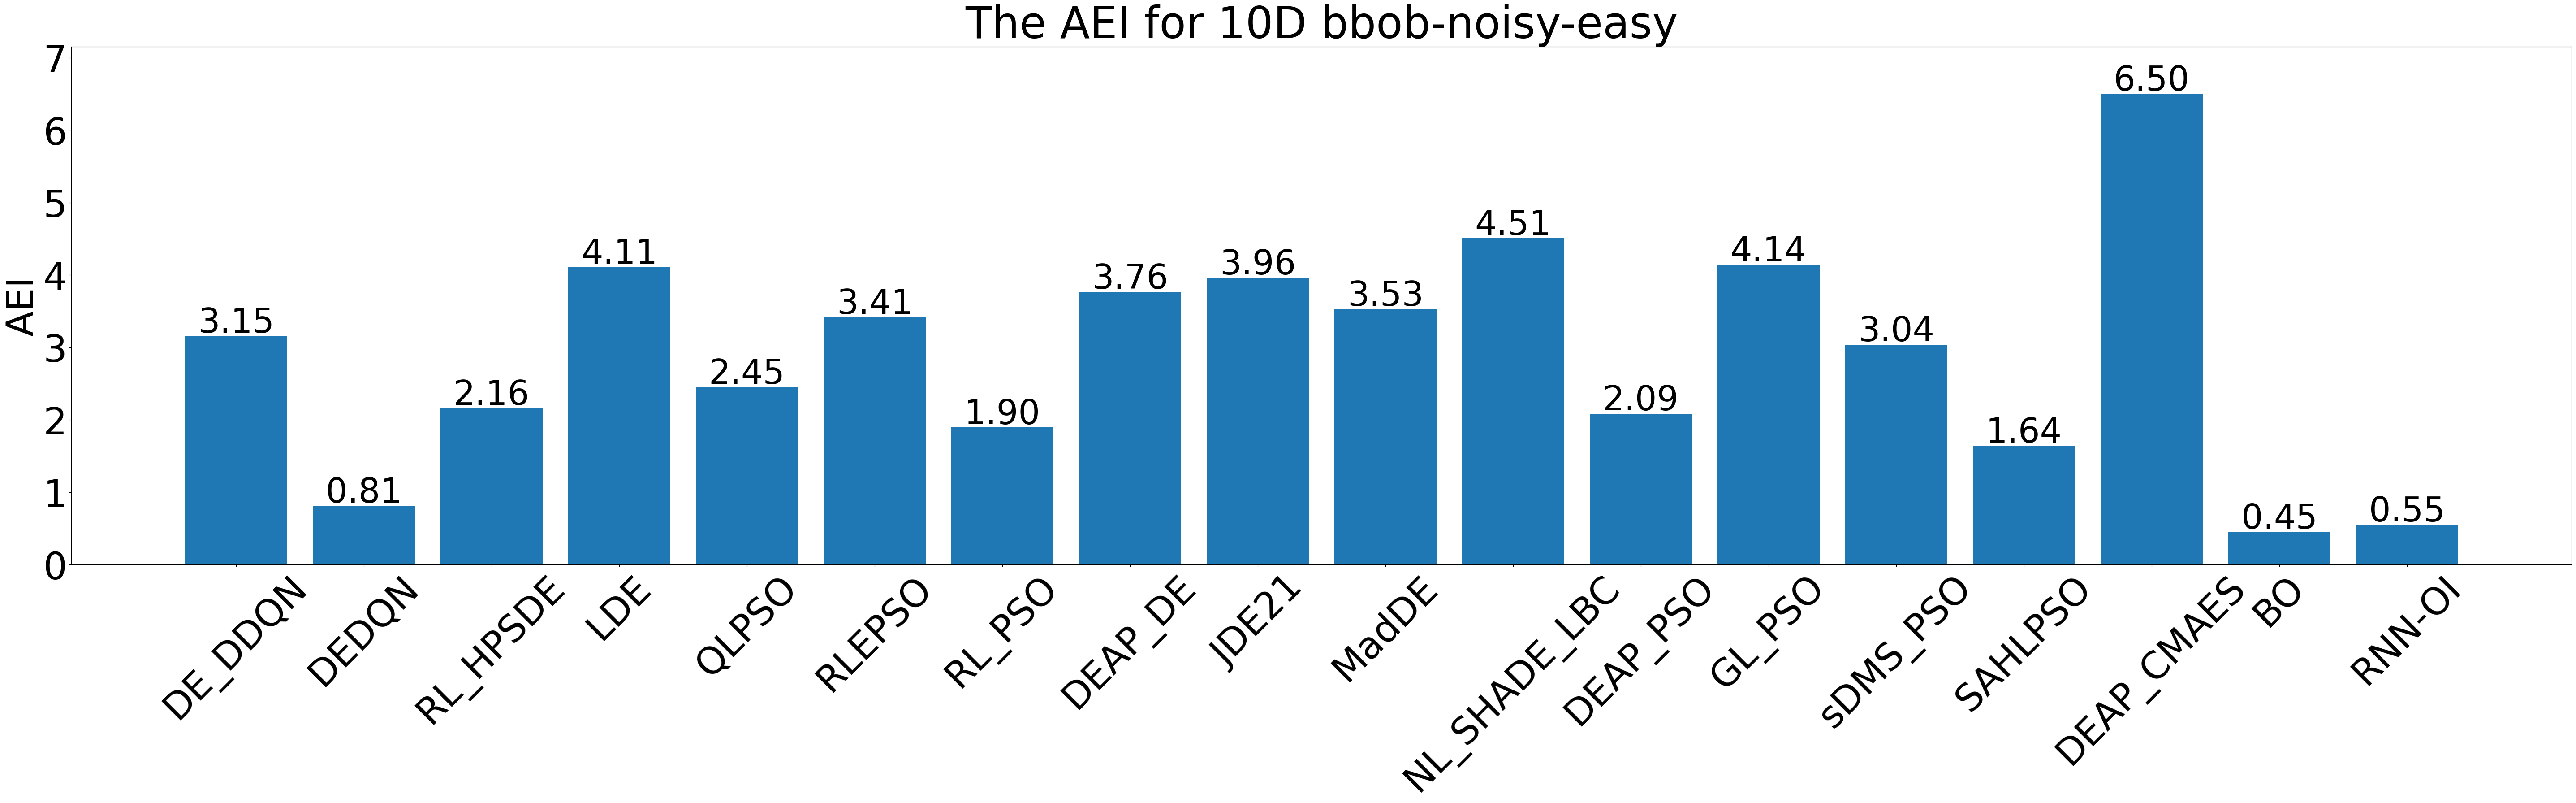 The AEI for 10D bbob-noisy-easy
AEI
7
6
5
4
3
2
1
0
3.15
0.81
2.16
4.11
2.45
3.41
1.90
3.76
3.96
3.53
4.51
2.09
4.14
3.04
1.64
6.50
0.45
0.55
DE_DDQN
DEDQN
RL_HPSDE
LDE
QLPSO
RLEPSO
RL_PSO
DEAP_DE
JDE21
MadDE
NL_SHADE_LBC
DEAP_PSO
GL_PSO
sDMS_PSO
SAHLPSO
DEAP_CMAES
BO
RNN-OI